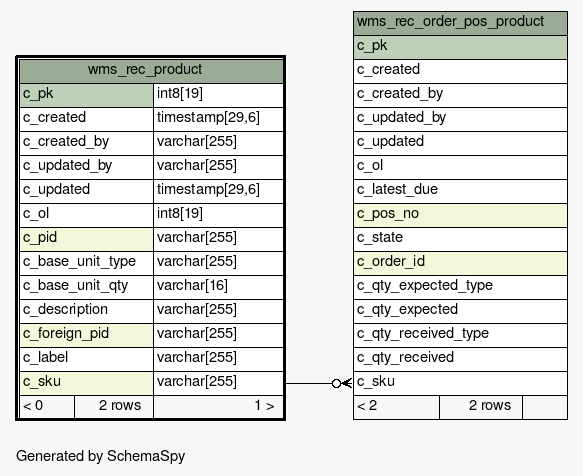 wms_rec_product
c_pk int8[19]
c_created timestamp[29,6]
c_created_by varchar[255]
c_updated_by varchar[255]
c_updated timestamp[29,6]
c_ol int8[19]
c_pid varchar[255]
c_base_unit_type varchar[255]
c_base_unit_qty varchar[16]
c_description varchar[255]
c_foreign_pid varchar[255]
c_label varchar[255]
c_sku varchar[255]
< 0 2 rows 1 >
wms_rec_order_pos_product
c_pk
c_created
c_created_by
c_updated_by
c_updated
c_ol
c_latest_due
c_pos_no
c_state
c_order_id
c_qty_expected_type
c_qty_expected
c_qty_received_type
c_qty_received
c_sku
< 2 2 rows
Generated by SchemaSpy